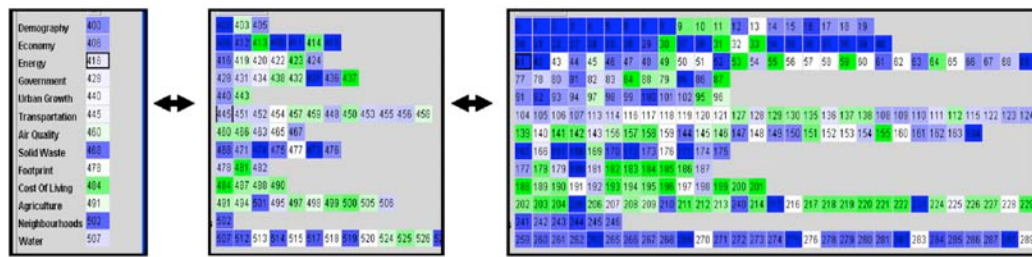 Demography 400
Economy 406
Energy 416
Government 428
Urban Growth 440
Transportation 445
Air Quality 460
Solid Waste 468
Footprint 478
Cost Of Living 484
Agriculture 491
Neighbourhoods 502
Water 507
403 405
412 413 414
416 419 420 422 423 424
428 431 434 438 432 436 437
440 443
445 451 452 454 457 459 448 450 453 455 456 458
460 466 463 465 467
468 471 475 477 476
478 481 482
484 487 488 490
491 494 501 495 497 498 499 500 505 506
502
507 512 513 514 515 517 518 519 520 524 525 526
9 10 11 12 13 14 15 16 17 18 19
29 30 31 32 33
43 44 45 46 47 48 49 50 51 52 53 54 55 56 57 58 59 60 61 62 63 64 65 66 67 68
77 78 80 81 82 83 84 88 79 86 87
91 92 93 94 97 98 99 100 101 102 95 96
104 105 106 107 113 114 116 117 118 119 120 121 127 128 129 130 135 136 137 138 108 109 110 111 112 115 122 123 124
139 140 141 142 143 156 157 158 159 144 145 146 147 148 149 150 151 152 153 154 155 160 161 162 163
166 169 170 172 173 176 174 175
177 178 179 181 182 183 184 185 186 187
188 189 190 191 192 193 194 195 196 197 198 199 200 201
202 203 204 205 206 207 208 209 210 211 212 213 240 214 216 217 218 219 220 221 222 224 225 226 227 228 229
241 242 243 244 245 246
259 260 261 262 263 264 265 266 267 268 269 270 271 272 273 274 275 276 278 279 280 281 283 284 285 286 287 289